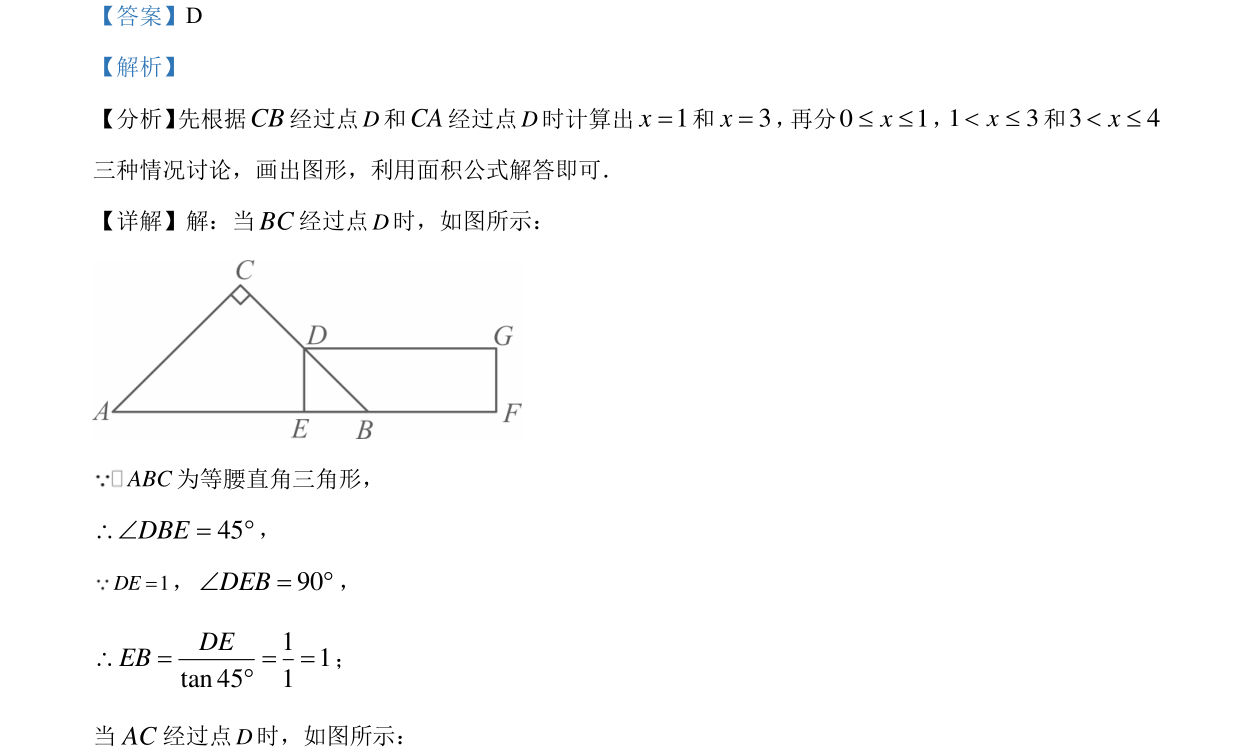 【答案】D
【解析】
【分析】先根据CB经过点D和CA经过点D时计算出x=1和x=3,再分0≤x≤1,1<x≤3和3<x≤4
三种情况讨论，画出图形，利用面积公式解答即可．
【详解】解：当BC经过点D时，如图所示：
C
D
G
A
E
B
F
∵□ABC为等腰直角三角形，
∴∠DBE=45°，
∵DE=1，∠DEB=90°，
∴EB=DE/tan45°=1/1=1；
当AC经过点D时，如图所示：